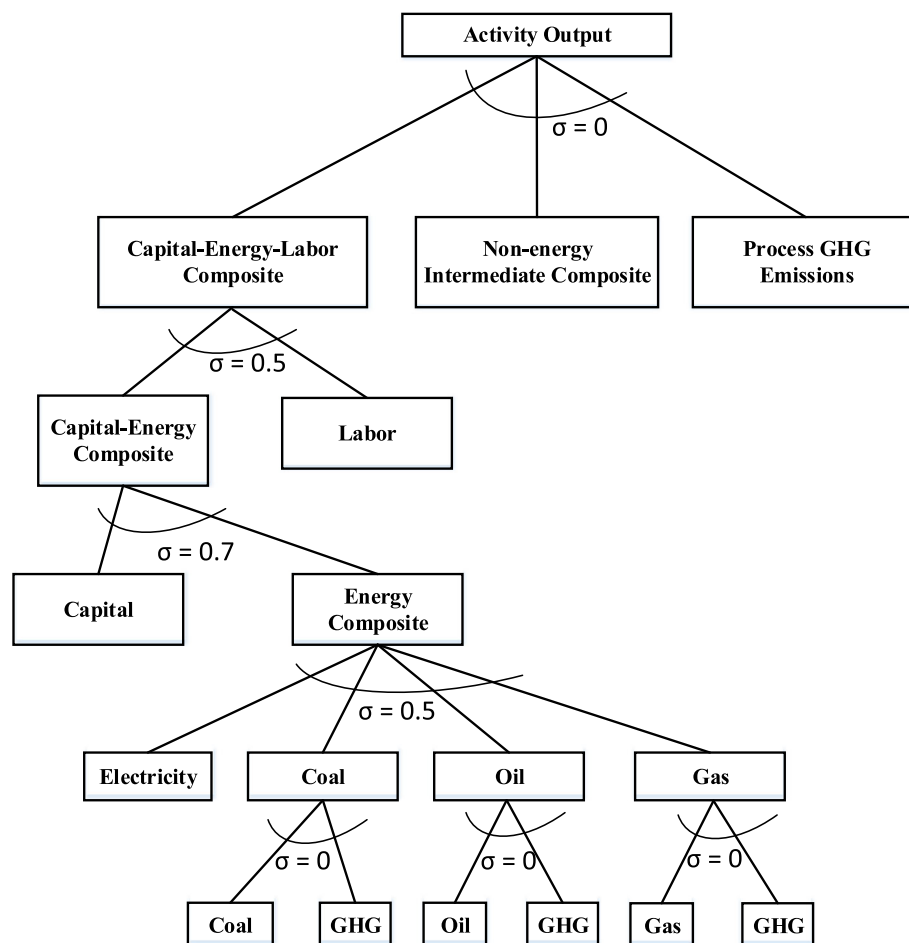 Activity Output
σ = 0
Capital-Energy-Labor
Composite
Non-energy
Intermediate Composite
Process GHG
Emissions
σ = 0.5
Capital-Energy
Composite
Labor
σ = 0.7
Capital
Energy
Composite
σ = 0.5
Electricity
Coal
Oil
Gas
σ = 0
σ = 0
σ = 0
Coal
GHG
Oil
GHG
Gas
GHG